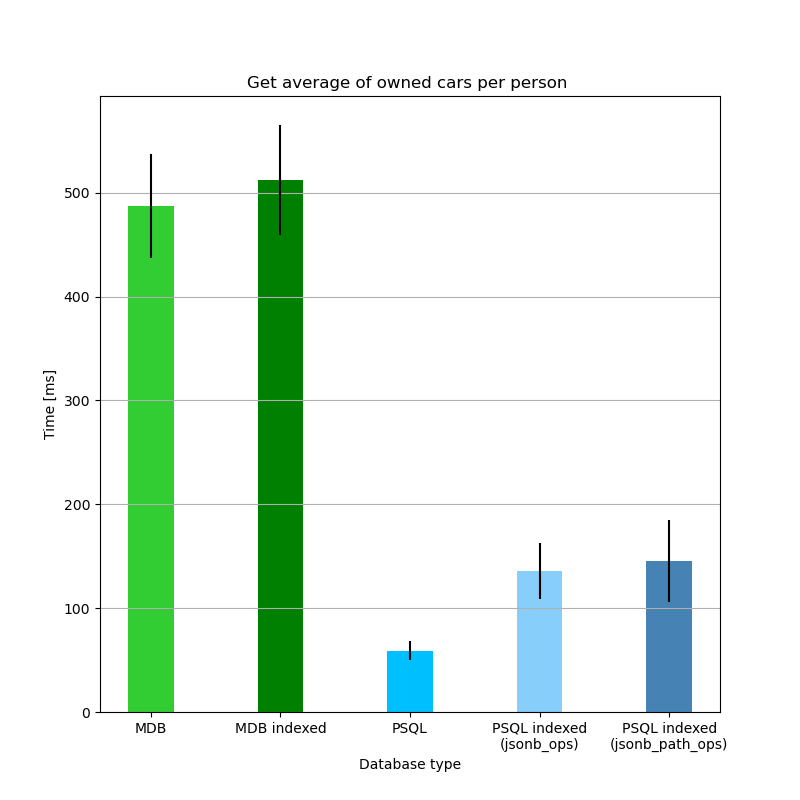 Get average of owned cars per person
Time [ms]
500
400
300
200
100
0
MDB
MDB indexed
PSQL
PSQL indexed
(jsonb_ops)
PSQL indexed
(jsonb_path_ops)
Database type